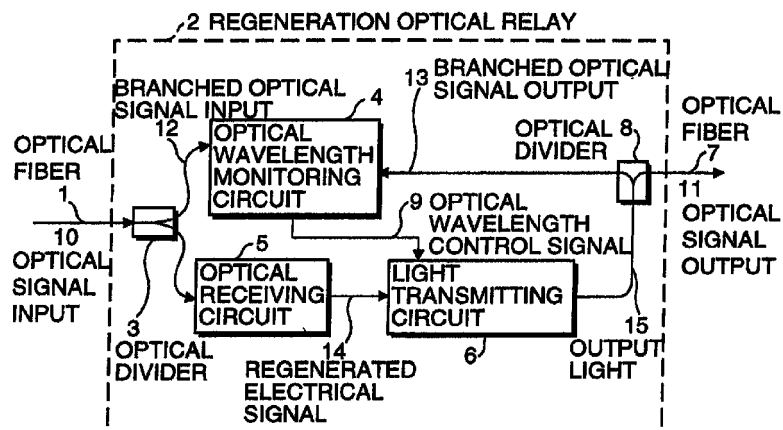 2 REGENERATION OPTICAL RELAY
BRANCHED OPTICAL
SIGNAL INPUT
12
4
13
BRANCHED OPTICAL
SIGNAL OUTPUT
OPTICAL
FIBER
1
10
OPTICAL
SIGNAL
INPUT
OPTICAL
WAVELENGTH
MONITORING
CIRCUIT
OPTICAL 8
DIVIDER
OPTICAL
FIBER
7
11
OPTICAL
SIGNAL
OUTPUT
9
OPTICAL
WAVELENGTH
CONTROL SIGNAL
3
OPTICAL
DIVIDER
5
OPTICAL
RECEIVING
CIRCUIT
14
REGENERATED
ELECTRICAL
SIGNAL
LIGHT
TRANSMITTING
CIRCUIT
6
15
OUTPUT
LIGHT